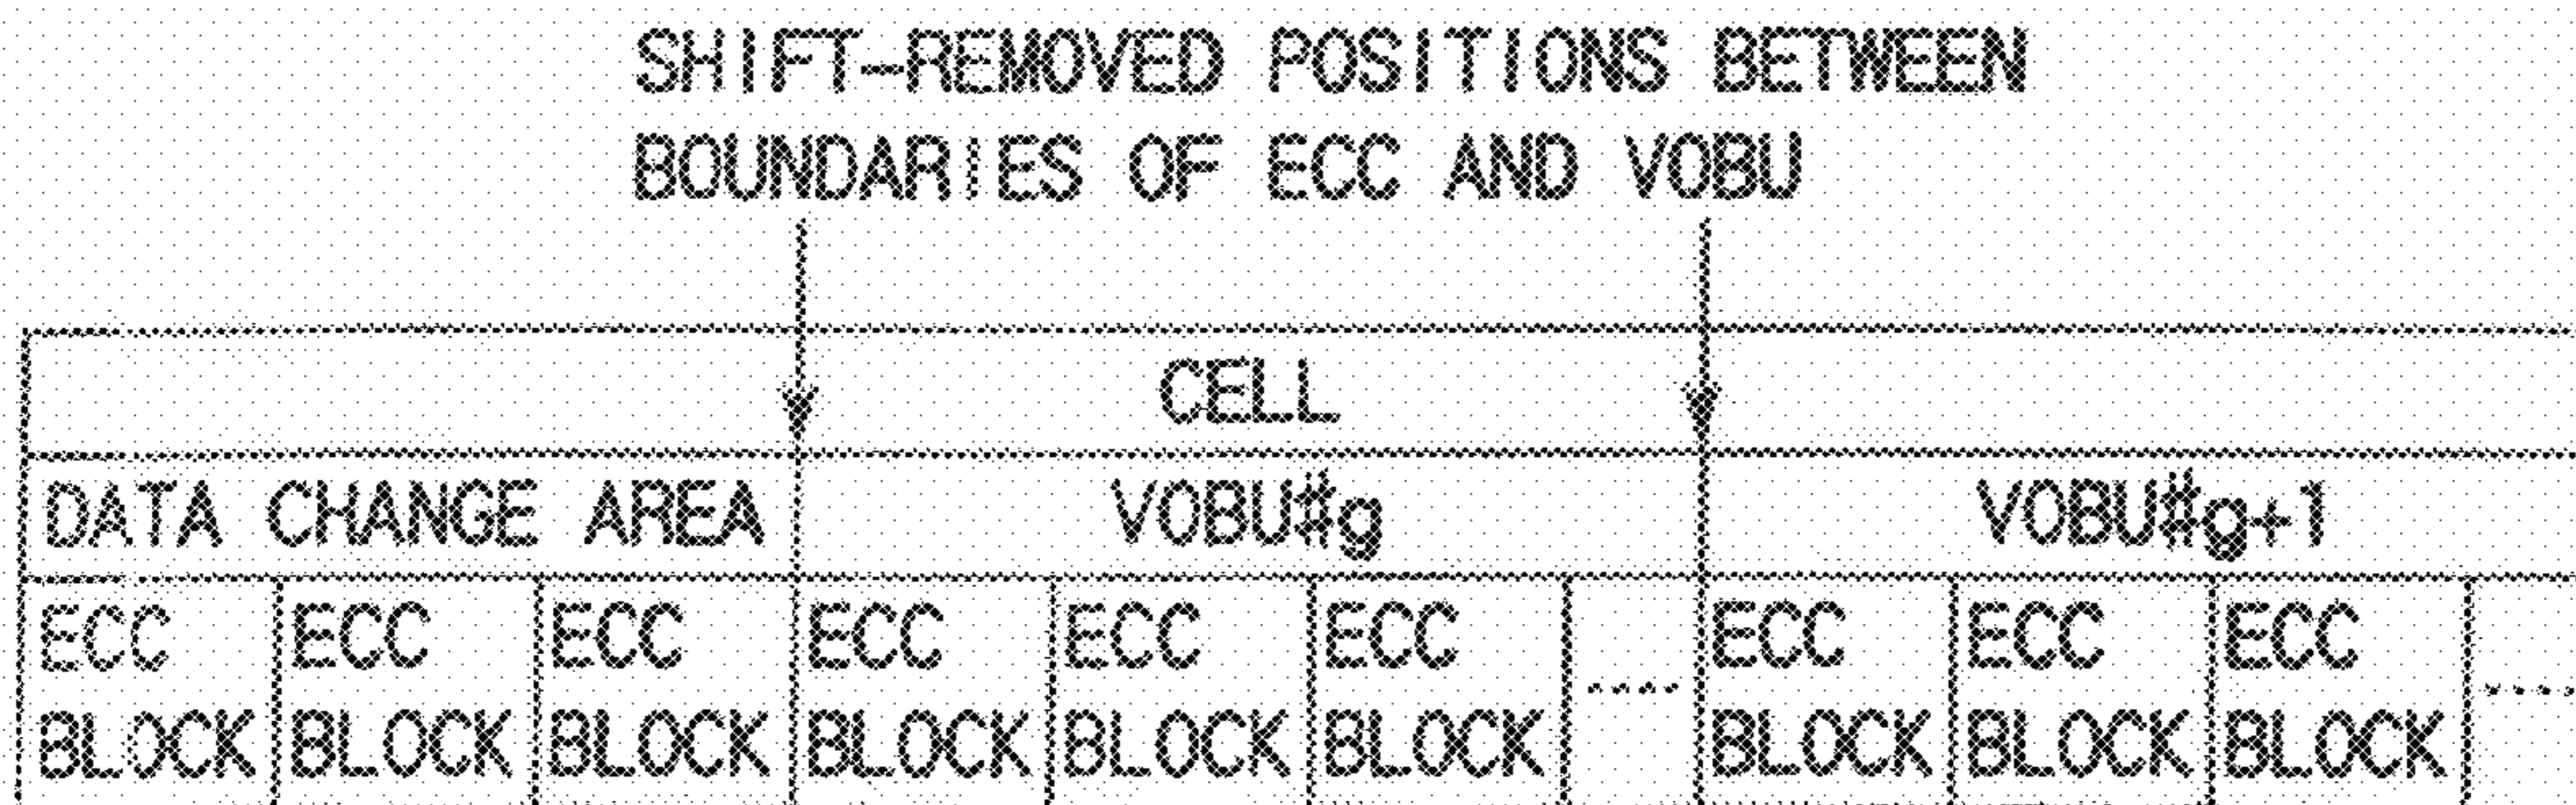 SHIFT-REMOVED POSITIONS BETWEEN
BOUNDARIES OF ECC AND VOBU
CELL
DATA CHANGE AREA VOBU#g VOBU#g+1
ECC ECC ECC ECC ECC ECC ECC ECC ECC
BLOCK BLOCK BLOCK BLOCK BLOCK BLOCK BLOCK BLOCK BLOCK